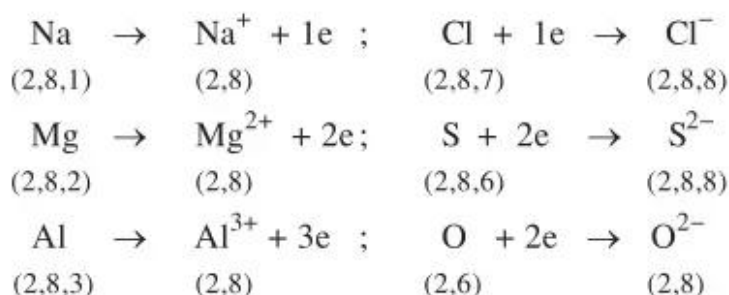 Na → Na⁺ + 1e ; Cl + 1e → Cl⁻
(2,8,1) (2,8) (2,8,7) (2,8,8)
Mg → Mg²⁺ + 2e; S + 2e → S²⁻
(2,8,2) (2,8) (2,8,6) (2,8,8)
Al → Al³⁺ + 3e ; O + 2e → O²⁻
(2,8,3) (2,8) (2,6) (2,8)